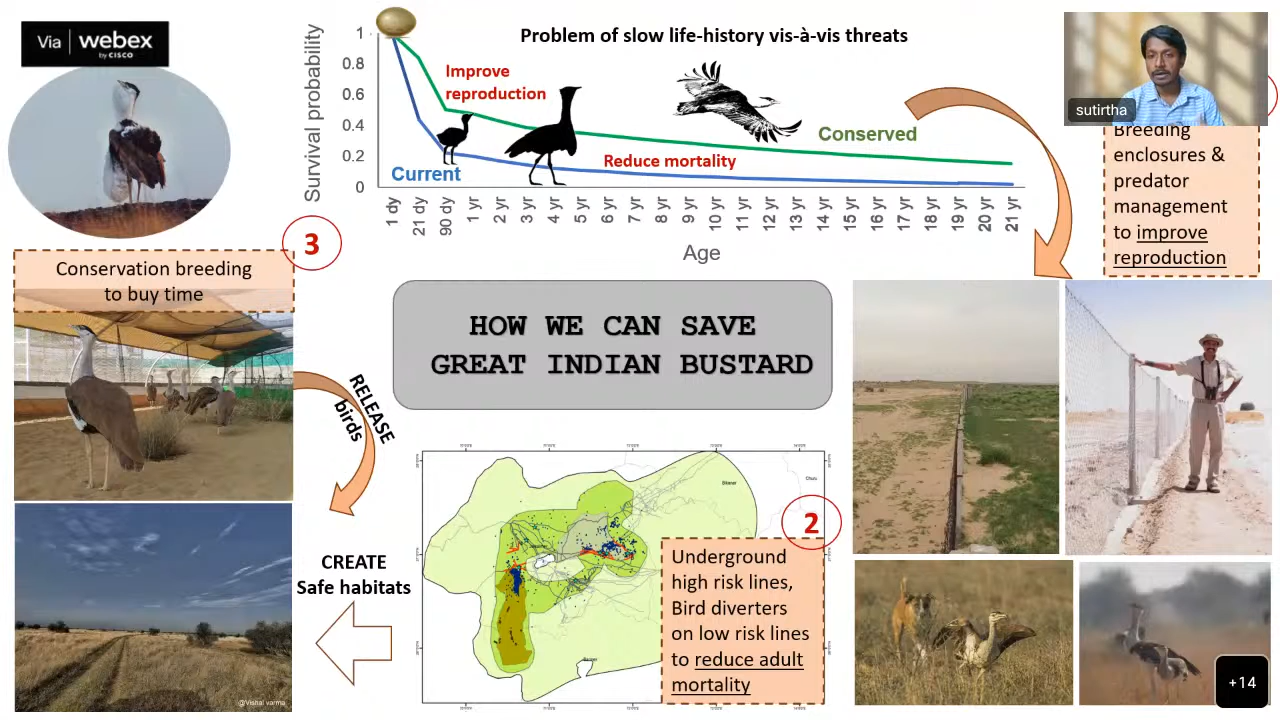 Via webex
by CISCO
Problem of slow life-history vis-à-vis threats
Survival probability
1
0.8
0.6
0.4
0.2
0
Improve
reproduction
Conserved
Reduce mortality
Current
1 dy
21 dy
90 dy
1 yr
2 yr
3 yr
4 yr
5 yr
6 yr
7 yr
8 yr
9 yr
10 yr
11 yr
12 yr
13 yr
14 yr
15 yr
16 yr
17 yr
18 yr
19 yr
20 yr
21 yr
Age
sutirtha
Breeding
enclosures &
predator
management
to improve
reproduction
3
Conservation breeding
to buy time
HOW WE CAN SAVE
GREAT INDIAN BUSTARD
RELEASE
birds
CREATE
Safe habitats
2
Underground
high risk lines,
Bird diverters
on low risk lines
to reduce adult
mortality
Bikaner
Churu
@Vishal varma
+14